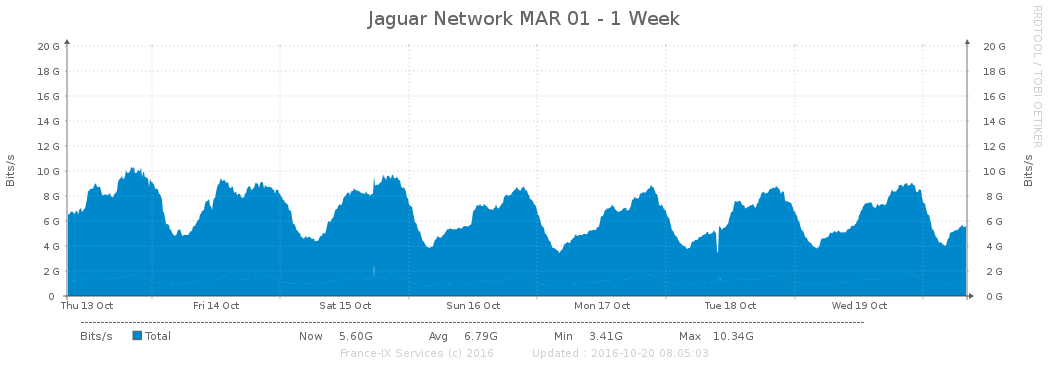 Jaguar Network MAR 01 - 1 Week
RRDTOOL / TOBI OETIKER
Bits/s
Bits/s
20 G 20 G
18 G 18 G
16 G 16 G
14 G 14 G
12 G 12 G
10 G 10 G
8 G 8 G
6 G 6 G
4 G 4 G
2 G 2 G
0 0 G
Thu 13 Oct Fri 14 Oct Sat 15 Oct Sun 16 Oct Mon 17 Oct Tue 18 Oct Wed 19 Oct
Bits/s Total Now 5.60G Avg 6.79G Min 3.41G Max 10.34G
France-IX Services (c) 2016 Updated : 2016-10-20 08:05:03